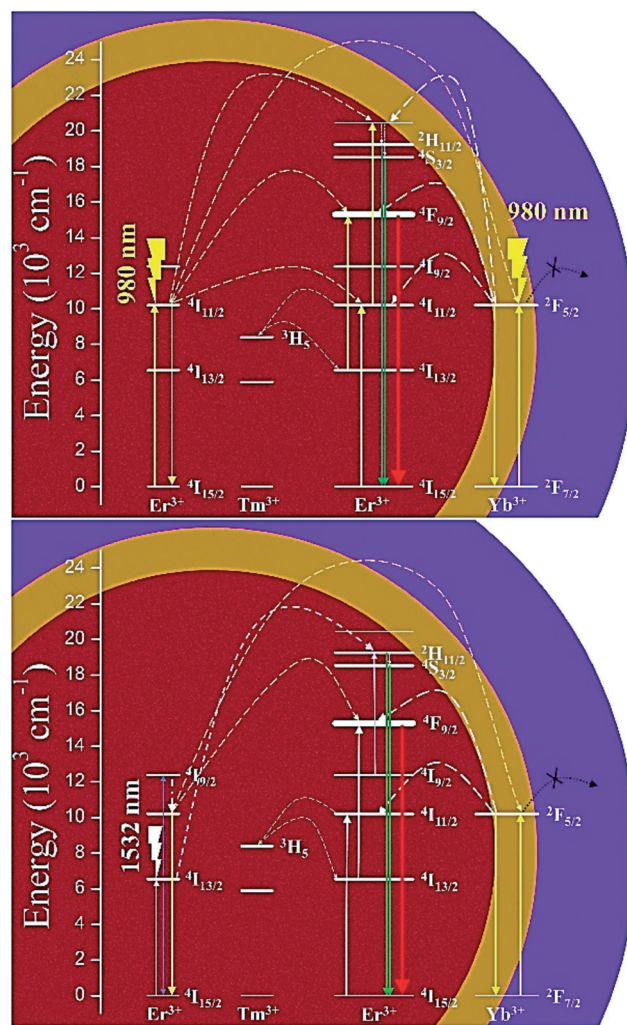 24
22
20
18
16
14
12
10
8
6
4
2
0
Energy (10³ cm⁻¹)
²H₁₁/₂
⁴S₃/₂
⁴F₉/₂
980 nm
980 nm
⁴I₉/₂
⁴I₁₁/₂
⁴I₁₁/₂
²F₅/₂
³H₅
⁴I₁₃/₂
⁴I₁₃/₂
⁴I₁₅/₂
⁴I₁₅/₂
²F₇/₂
Er³⁺
Tm³⁺
Er³⁺
Yb³⁺
24
22
20
18
16
14
12
10
8
6
4
2
0
Energy (10³ cm⁻¹)
²H₁₁/₂
⁴S₃/₂
⁴F₉/₂
⁴I₉/₂
⁴I₉/₂
1532 nm
⁴I₁₁/₂
²F₅/₂
³H₅
⁴I₁₃/₂
⁴I₁₃/₂
⁴I₁₅/₂
⁴I₁₅/₂
²F₇/₂
Er³⁺
Tm³⁺
Er³⁺
Yb³⁺